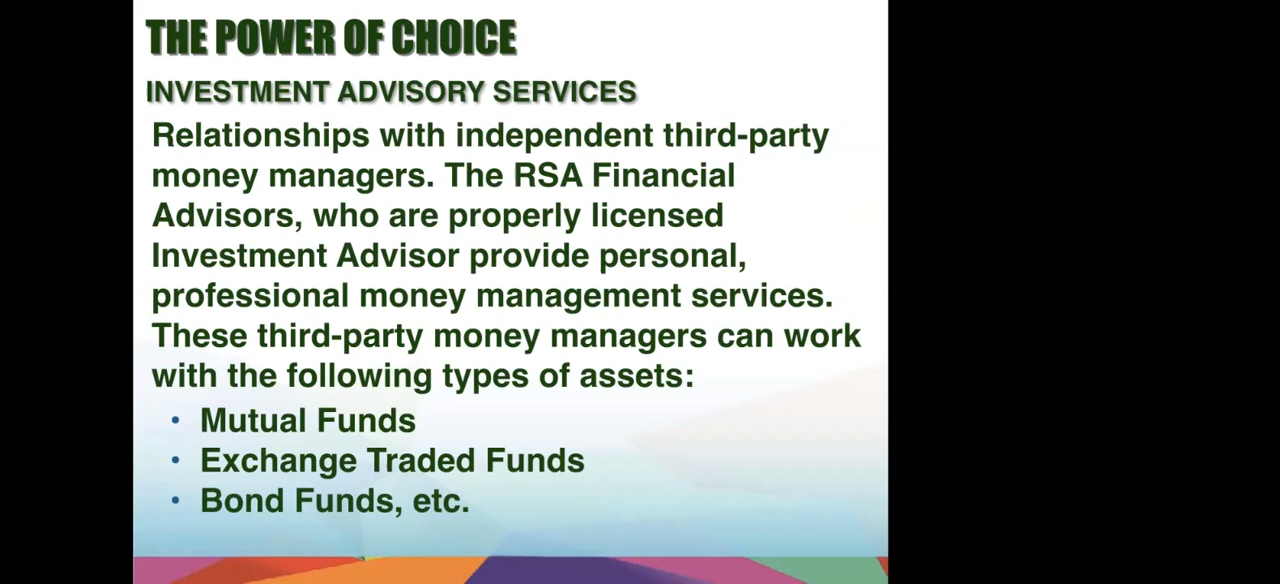 THE POWER OF CHOICE
INVESTMENT ADVISORY SERVICES
Relationships with independent third-party
money managers. The RSA Financial
Advisors, who are properly licensed
Investment Advisor provide personal,
professional money management services.
These third-party money managers can work
with the following types of assets:
• Mutual Funds
• Exchange Traded Funds
• Bond Funds, etc.